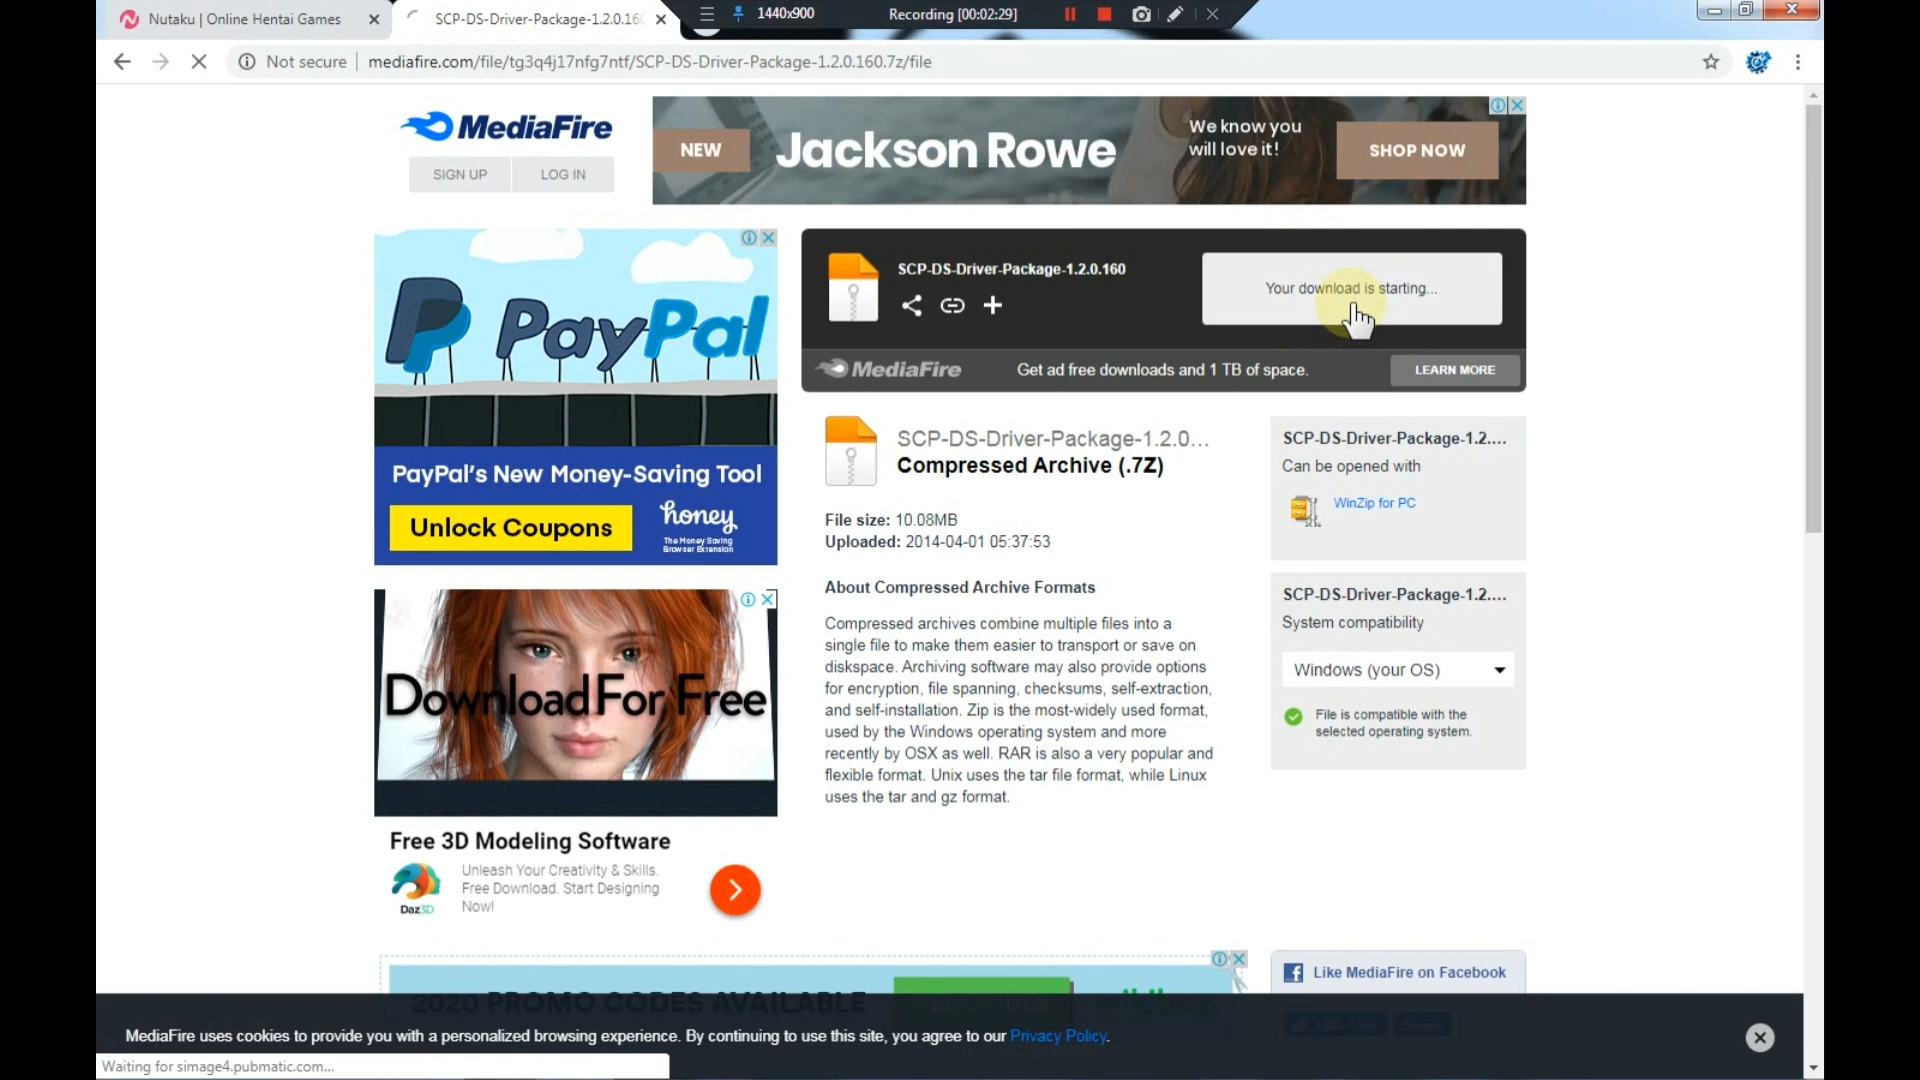 Nutaku | Online Hentai Games
SCP-DS-Driver-Package-1.2.0.160
1440x900
Recording [00:02:29]
Not secure
mediafire.com/file/tg3q4j17nfg7ntf/SCP-DS-Driver-Package-1.2.0.160.7z/file
MediaFire
SIGN UP
LOG IN
NEW
Jackson Rowe
We know you
will love it!
SHOP NOW
PayPal
PayPal's New Money-Saving Tool
Unlock Coupons
honey
The Money Saving
Browser Extension
SCP-DS-Driver-Package-1.2.0.160
Your download is starting...
MediaFire
Get ad free downloads and 1 TB of space.
LEARN MORE
SCP-DS-Driver-Package-1.2.0...
Compressed Archive (.7Z)
File size: 10.08MB
Uploaded: 2014-04-01 05:37:53
About Compressed Archive Formats
Compressed archives combine multiple files into a
single file to make them easier to transport or save on
diskspace. Archiving software may also provide options
for encryption, file spanning, checksums, self-extraction,
and self-installation. Zip is the most-widely used format,
used by the Windows operating system and more
recently by OSX as well. RAR is also a very popular and
flexible format. Unix uses the tar file format, while Linux
uses the tar and gz format.
SCP-DS-Driver-Package-1.2....
Can be opened with
WinZip for PC
SCP-DS-Driver-Package-1.2....
System compatibility
Windows (your OS)
File is compatible with the
selected operating system.
Download For Free
Free 3D Modeling Software
Daz3D
Unleash Your Creativity & Skills.
Free Download. Start Designing
Now!
2020 PROMO CODES AVAILABLE
Like MediaFire on Facebook
MediaFire uses cookies to provide you with a personalized browsing experience. By continuing to use this site, you agree to our Privacy Policy.
Waiting for simage4.pubmatic.com...